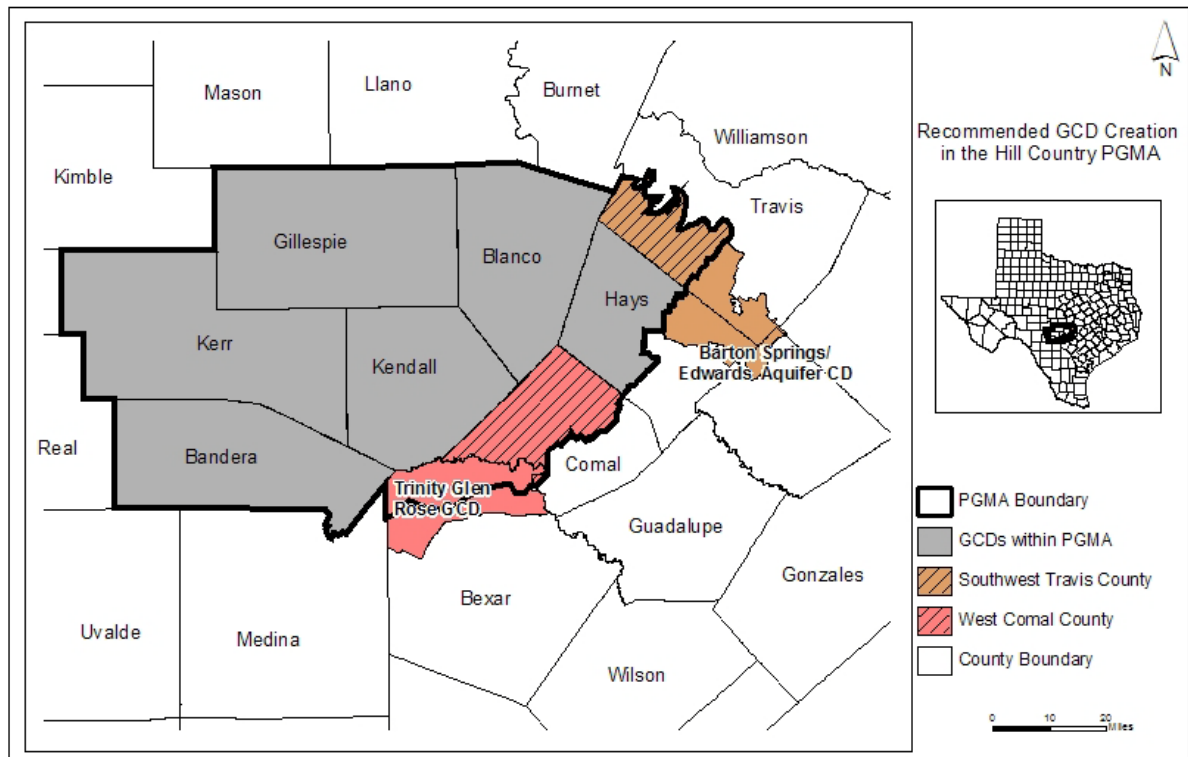 N
Recommended GCD Creation
in the Hill Country PGMA
Mason
Llano
Burnet
Williamson
Kimble
Travis
Gillespie
Blanco
Hays
Kerr
Kendall
Barton Springs/
Edwards Aquifer CD
Real
Bandera
Comal
Trinity Glen
Rose GCD
Guadalupe
Gonzales
Bexar
Uvalde
Medina
Wilson
PGMA Boundary
GCDs within PGMA
Southwest Travis County
West Comal County
County Boundary
0 10 20
Miles